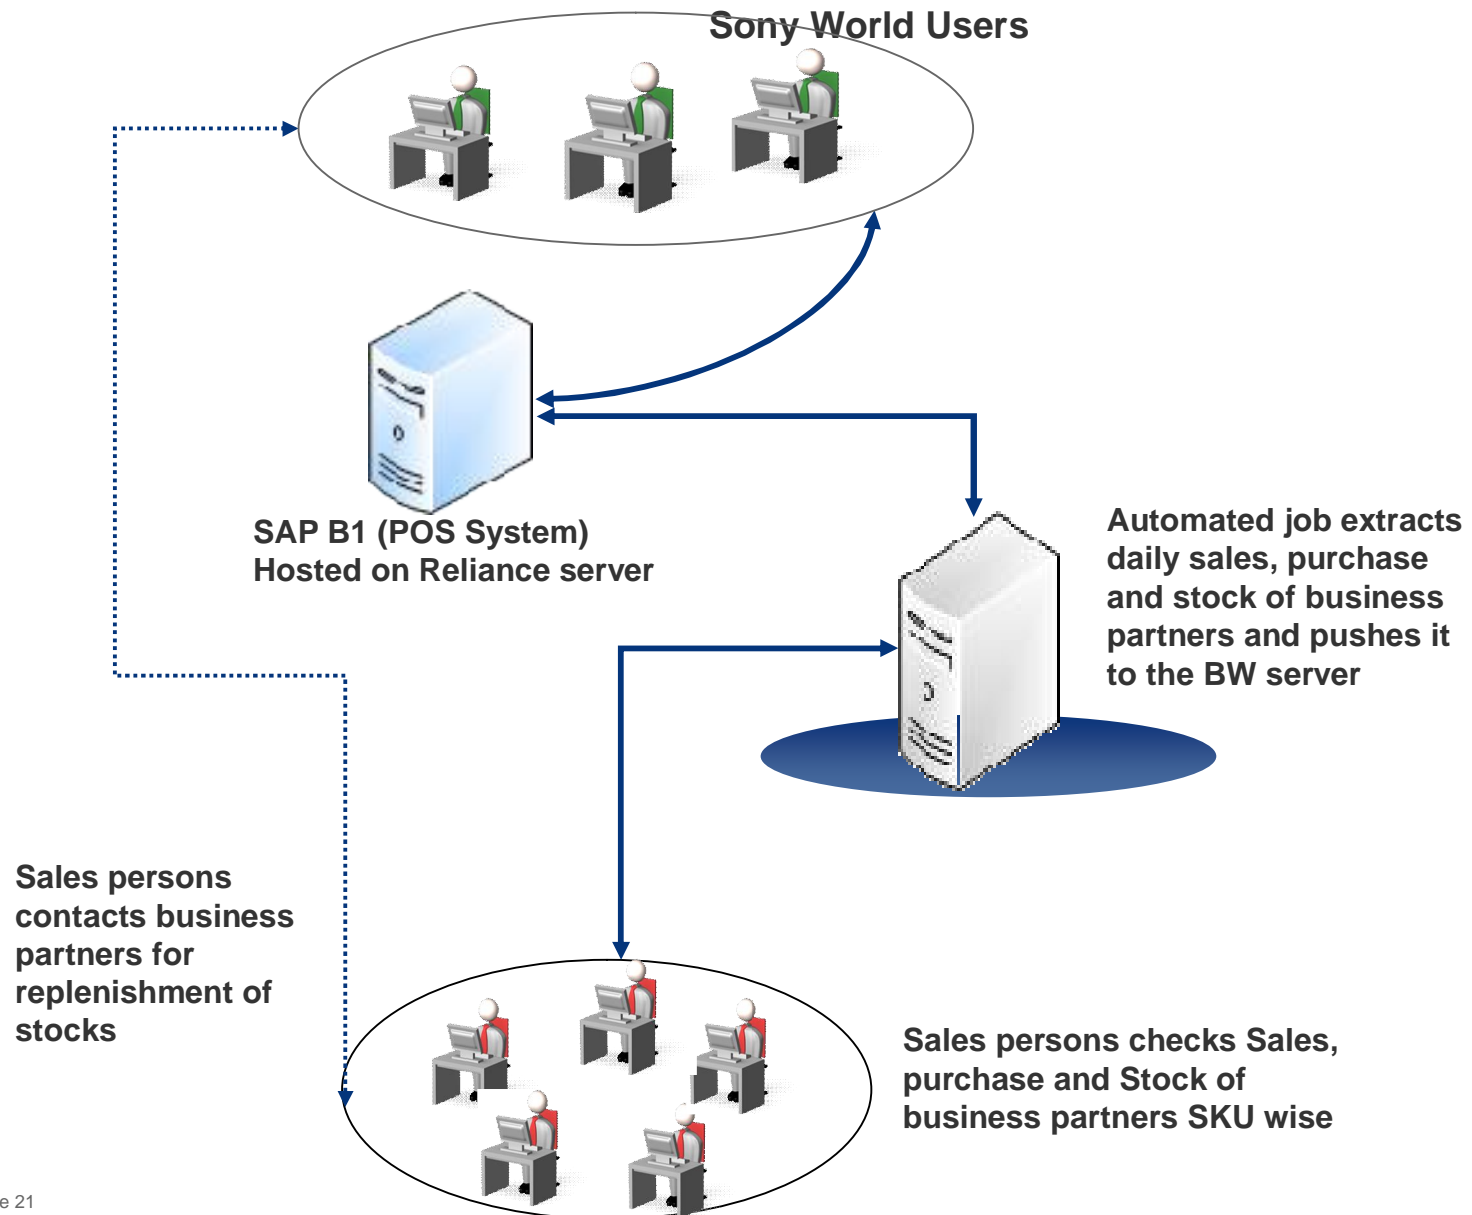 Sony World Users
SAP B1 (POS System)
Hosted on Reliance server
Automated job extracts
daily sales, purchase
and stock of business
partners and pushes it
to the BW server
Sales persons
contacts business
partners for
replenishment of
stocks
Sales persons checks Sales,
purchase and Stock of
business partners SKU wise
e 21